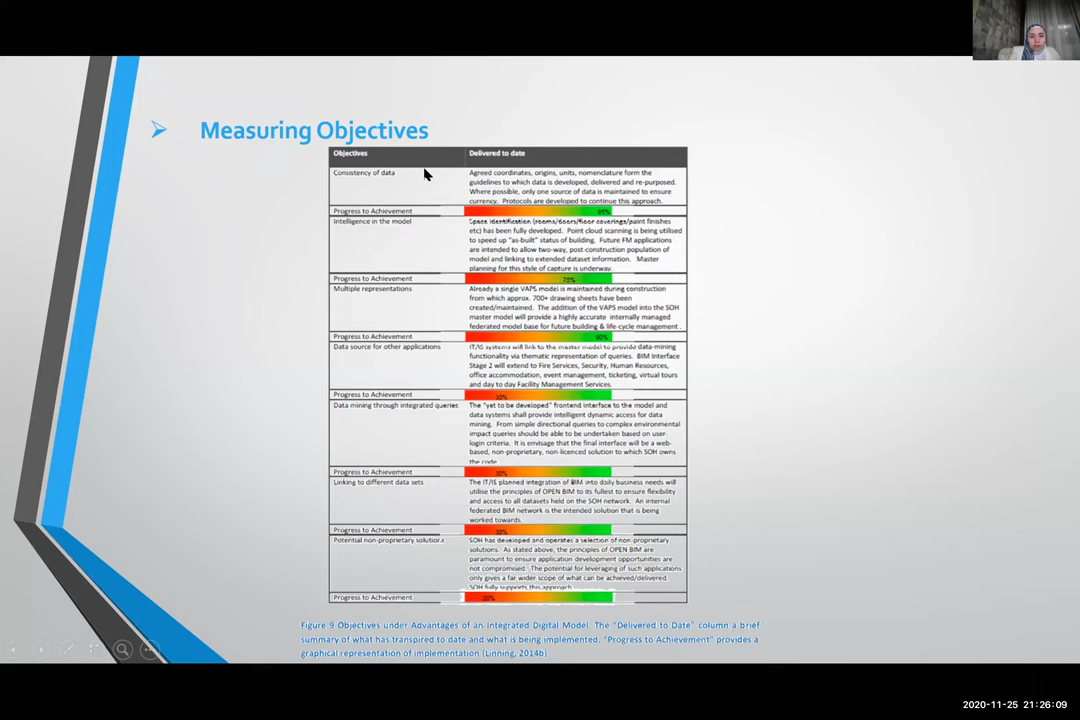 Measuring Objectives
Objectives Delivered to date
Consistency of data
Agreed coordinates, origins, units, nomenclature form the
guidelines to which data is developed, delivered and re-purposed.
Where possible, only one source of data is maintained to ensure
currency. Protocols are developed to continue this approach.
Progress to Achievement
Intelligence in the model
Space identification (rooms/doors/floor coverings/paint finishes
etc) has been fully developed. Point cloud scanning is being utilised
to speed up "as-built" status of building. Future FM applications
are intended to allow two-way, post-construction population of
model and linking to extended dataset information. Master
planning for this style of capture is underway.
Progress to Achievement 75%
Multiple representations
Already a single VAPS model is maintained during construction
from which approx. 700+ drawing sheets have been
created/maintained. The addition of the VAPS model into the SOH
master model will provide a highly accurate internally managed
federated model base for future building & life-cycle management .
Progress to Achievement
Data source for other applications
IT/IS systems will link to the master model to provide data-mining
functionality via thematic representation of queries. BIM Interface
Stage 2 will extend to Fire Services, Security, Human Resources,
office accommodation, event management, ticketing, virtual tours
and day to day Facility Management Services.
Progress to Achievement 30%
Data mining through integrated queries
The "yet to be developed" frontend interface to the model and
data systems shall provide intelligent dynamic access for data
mining. From simple directional queries to complex environmental
impact queries should be able to be undertaken based on user-
login criteria. It is envisage that the final interface will be a web-
based, non-proprietary, non-licenced solution to which SOH owns
the code.
Progress to Achievement 30%
Linking to different data sets
The IT/IS planned integration of BIM into daily business needs will
utilise the principles of OPEN BIM to its fullest to ensure flexibility
and access to all datasets held on the SOH network. An internal
federated BIM network is the intended solution that is being
worked towards.
Progress to Achievement 30%
Potential non-proprietary solutions
SOH has developed and operates a selection of non-proprietary
solutions. As stated above, the principles of OPEN BIM are
paramount to ensure application development opportunities are
not compromised. The potential for leveraging of such applications
only gives a far wider scope of what can be achieved/delivered.
SOH fully supports this approach
Progress to Achievement 20%
Figure 9 Objectives under Advantages of an Integrated Digital Model. The "Delivered to Date" column a brief
summary of what has transpired to date and what is being implemented. "Progress to Achievement" provides a
graphical representation of implementation (Linning, 2014b)
2020-11-25 21:26:09